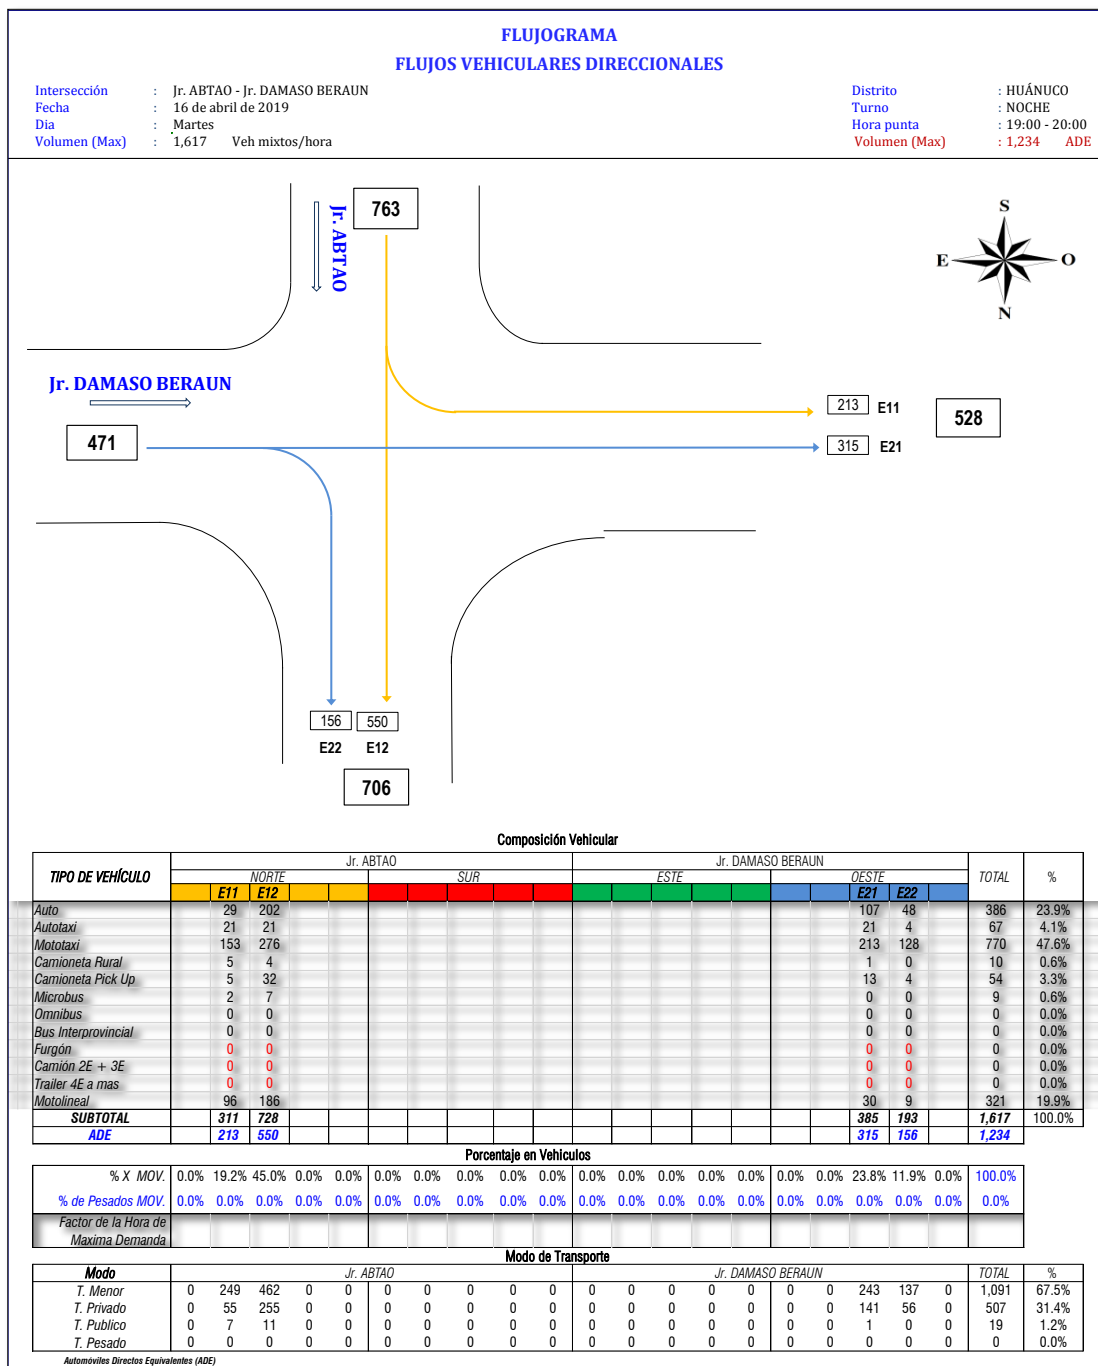 FLUJOGRAMA
FLUJOS VEHICULARES DIRECCIONALES
Intersección : Jr. ABTAO - Jr. DAMASO BERAUN Distrito : HUÁNUCO
Fecha : 16 de abril de 2019 Turno : NOCHE
Dia : Martes Hora punta : 19:00 - 20:00
Volumen (Max) : 1,617 Veh mixtos/hora Volumen (Max) : 1,234 ADE
Jr. ABTAO
763
S
E O
N
Jr. DAMASO BERAUN
213 E11
528
471
315 E21
156 550
E22 E12
706
Composición Vehicular
TIPO DE VEHÍCULO Jr. ABTAO Jr. DAMASO BERAUN TOTAL %
NORTE SUR ESTE OESTE
E11 E12 E21 E22
Auto 29 202 107 48 386 23.9%
Autotaxi 21 21 21 4 67 4.1%
Mototaxi 153 276 213 128 770 47.6%
Camioneta Rural 5 4 1 0 10 0.6%
Camioneta Pick Up 5 32 13 4 54 3.3%
Microbus 2 7 0 0 9 0.6%
Omnibus 0 0 0 0 0 0.0%
Bus Interprovincial 0 0 0 0 0 0.0%
Furgón 0 0 0 0 0 0.0%
Camión 2E + 3E 0 0 0 0 0 0.0%
Trailer 4E a mas 0 0 0 0 0 0.0%
Motolineal 96 186 30 9 321 19.9%
SUBTOTAL 311 728 385 193 1,617 100.0%
ADE 213 550 315 156 1,234
Porcentaje en Vehiculos
% X MOV. 0.0% 19.2% 45.0% 0.0% 0.0% 0.0% 0.0% 0.0% 0.0% 0.0% 0.0% 0.0% 0.0% 0.0% 0.0% 0.0% 0.0% 23.8% 11.9% 0.0% 100.0%
% de Pesados MOV. 0.0% 0.0% 0.0% 0.0% 0.0% 0.0% 0.0% 0.0% 0.0% 0.0% 0.0% 0.0% 0.0% 0.0% 0.0% 0.0% 0.0% 0.0% 0.0% 0.0% 0.0%
Factor de la Hora de
Maxima Demanda
Modo de Transporte
Modo Jr. ABTAO Jr. DAMASO BERAUN TOTAL %
T. Menor 0 249 462 0 0 0 0 0 0 0 0 0 0 0 0 0 0 243 137 0 1,091 67.5%
T. Privado 0 55 255 0 0 0 0 0 0 0 0 0 0 0 0 0 0 141 56 0 507 31.4%
T. Publico 0 7 11 0 0 0 0 0 0 0 0 0 0 0 0 0 0 1 0 0 19 1.2%
T. Pesado 0 0 0 0 0 0 0 0 0 0 0 0 0 0 0 0 0 0 0 0 0 0.0%
Automóviles Directos Equivalentes (ADE)